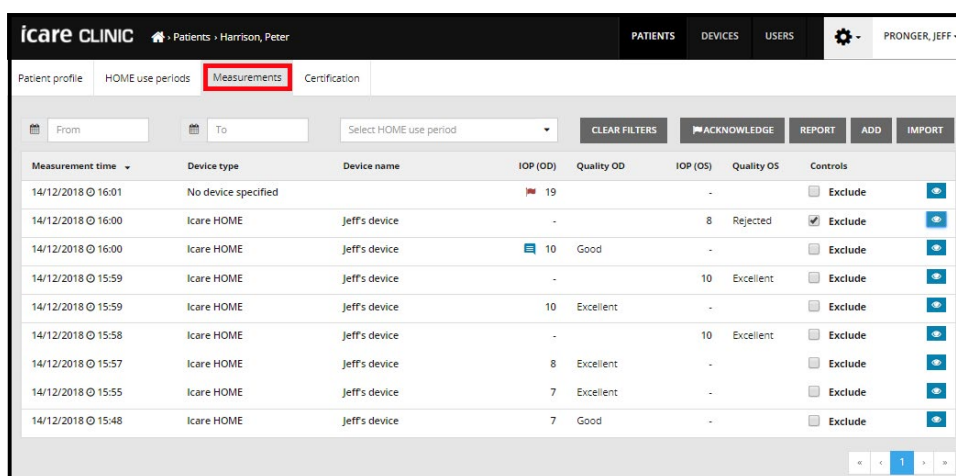 icare CLINIC › Patients › Harrison, Peter PATIENTS DEVICES USERS PRONGER, JEFF
Patient profile HOME use periods Measurements Certification
From To Select HOME use period CLEAR FILTERS ACKNOWLEDGE REPORT ADD IMPORT
Measurement time Device type Device name IOP (OD) Quality OD IOP (OS) Quality OS Controls
14/12/2018 16:01 No device specified 19 - Exclude
14/12/2018 16:00 Icare HOME Jeff's device - 8 Rejected Exclude
14/12/2018 16:00 Icare HOME Jeff's device 10 Good - Exclude
14/12/2018 15:59 Icare HOME Jeff's device - 10 Excellent Exclude
14/12/2018 15:59 Icare HOME Jeff's device 10 Excellent - Exclude
14/12/2018 15:58 Icare HOME Jeff's device - 10 Excellent Exclude
14/12/2018 15:57 Icare HOME Jeff's device 8 Excellent - Exclude
14/12/2018 15:55 Icare HOME Jeff's device 7 Excellent - Exclude
14/12/2018 15:48 Icare HOME Jeff's device 7 Good - Exclude
« ‹ 1 › »